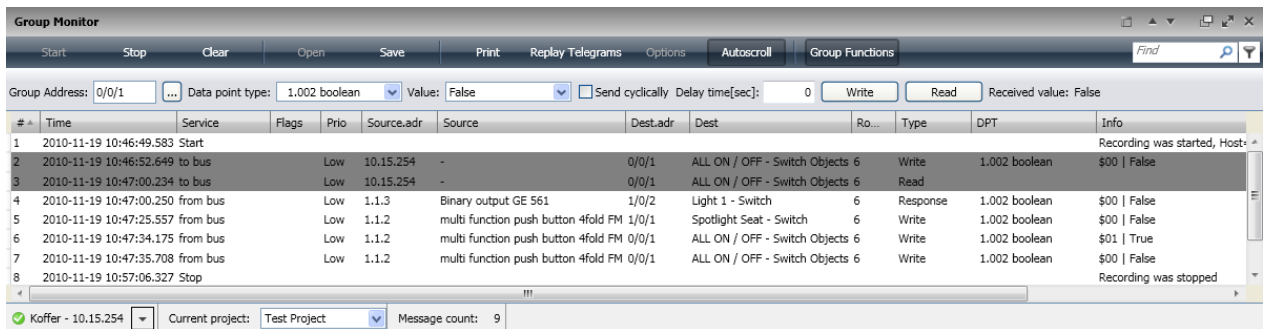 Group Monitor
Start Stop Clear Open Save Print Replay Telegrams Options Autoscroll Group Functions Find
Group Address: 0/0/1 ... Data point type: 1.002 boolean Value: False Send cyclically Delay time[sec]: 0 Write Read Received value: False
# Time Service Flags Prio Source.adr Source Dest.adr Dest Ro... Type DPT Info
1 2010-11-19 10:46:49.583 Start Recording was started, Host=
2 2010-11-19 10:46:52.649 to bus Low 10.15.254 - 0/0/1 ALL ON / OFF - Switch Objects 6 Write 1.002 boolean $00 | False
3 2010-11-19 10:47:00.234 to bus Low 10.15.254 - 0/0/1 ALL ON / OFF - Switch Objects 6 Read
4 2010-11-19 10:47:00.250 from bus Low 1.1.3 Binary output GE 561 1/0/2 Light 1 - Switch 6 Response 1.002 boolean $00 | False
5 2010-11-19 10:47:25.557 from bus Low 1.1.2 multi function push button 4fold FM 1/0/1 Spotlight Seat - Switch 6 Write 1.002 boolean $00 | False
6 2010-11-19 10:47:34.175 from bus Low 1.1.2 multi function push button 4fold FM 0/0/1 ALL ON / OFF - Switch Objects 6 Write 1.002 boolean $01 | True
7 2010-11-19 10:47:35.708 from bus Low 1.1.2 multi function push button 4fold FM 0/0/1 ALL ON / OFF - Switch Objects 6 Write 1.002 boolean $00 | False
8 2010-11-19 10:57:06.327 Stop Recording was stopped
Koffer - 10.15.254 Current project: Test Project Message count: 9